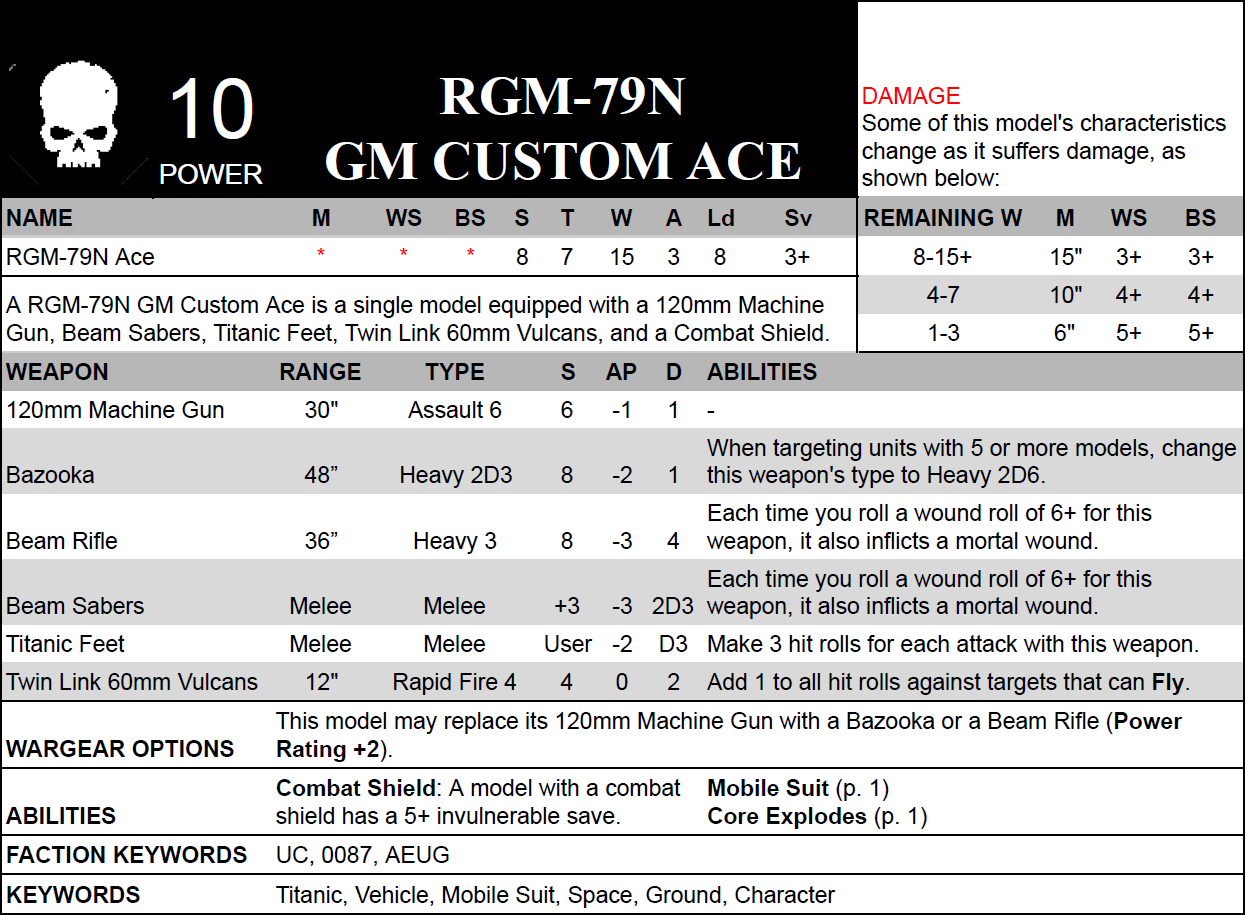 10
POWER
RGM-79N
GM CUSTOM ACE
DAMAGE
Some of this model's characteristics
change as it suffers damage, as
shown below:
NAME M WS BS S T W A Ld Sv
RGM-79N Ace * * * 8 7 15 3 8 3+
REMAINING W M WS BS
8-15+ 15" 3+ 3+
4-7 10" 4+ 4+
1-3 6" 5+ 5+
A RGM-79N GM Custom Ace is a single model equipped with a 120mm Machine
Gun, Beam Sabers, Titanic Feet, Twin Link 60mm Vulcans, and a Combat Shield.
WEAPON RANGE TYPE S AP D ABILITIES
120mm Machine Gun 30" Assault 6 6 -1 1 -
When targeting units with 5 or more models, change
Bazooka 48” Heavy 2D3 8 -2 1 this weapon's type to Heavy 2D6.
Each time you roll a wound roll of 6+ for this
Beam Rifle 36” Heavy 3 8 -3 4 weapon, it also inflicts a mortal wound.
Each time you roll a wound roll of 6+ for this
Beam Sabers Melee Melee +3 -3 2D3 weapon, it also inflicts a mortal wound.
Titanic Feet Melee Melee User -2 D3 Make 3 hit rolls for each attack with this weapon.
Twin Link 60mm Vulcans 12" Rapid Fire 4 4 0 2 Add 1 to all hit rolls against targets that can Fly.
This model may replace its 120mm Machine Gun with a Bazooka or a Beam Rifle (Power
WARGEAR OPTIONS Rating +2).
Combat Shield: A model with a combat Mobile Suit (p. 1)
ABILITIES shield has a 5+ invulnerable save. Core Explodes (p. 1)
FACTION KEYWORDS UC, 0087, AEUG
KEYWORDS Titanic, Vehicle, Mobile Suit, Space, Ground, Character